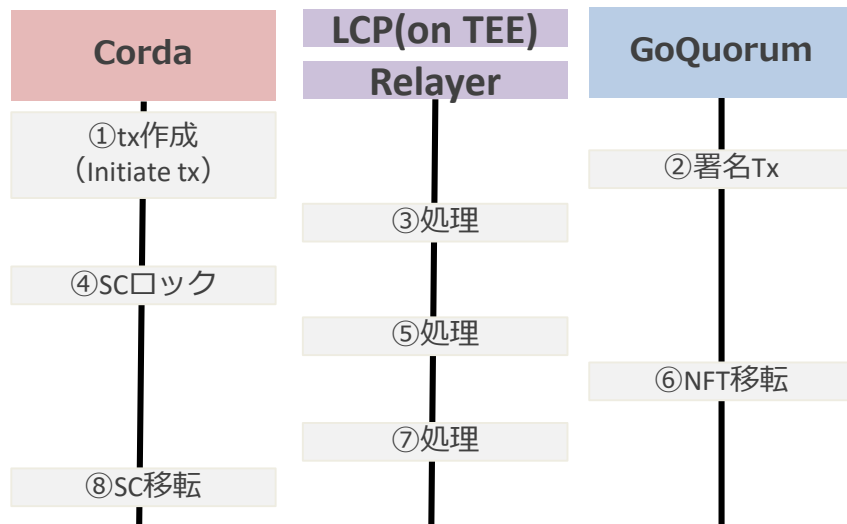 Corda
LCP(on TEE)
Relayer
GoQuorum
①tx作成
(Initiate tx)
②署名Tx
③処理
④SCロック
⑤処理
⑥NFT移転
⑦処理
⑧SC移転